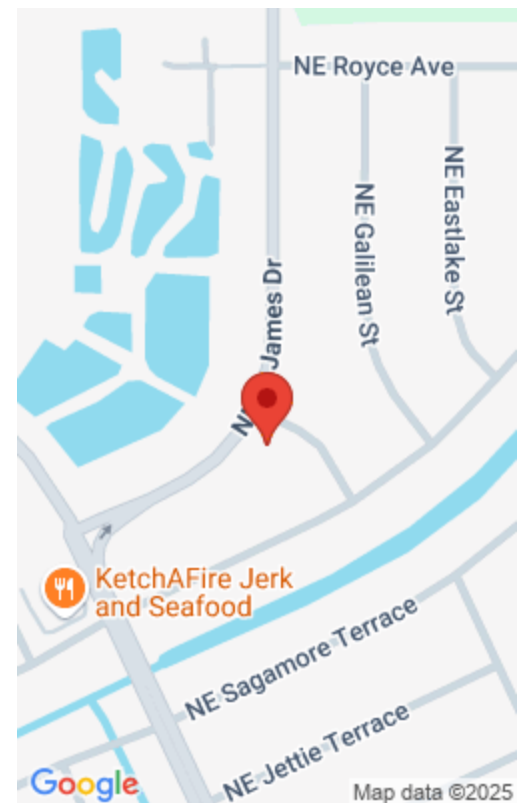 NE Royce Ave
NE Eastlake St
NE Galilean St
James Dr
KetchAFire Jerk
and Seafood
NE Sagamore Terrace
NE Jettie Terrace
Google
Map data ©2025